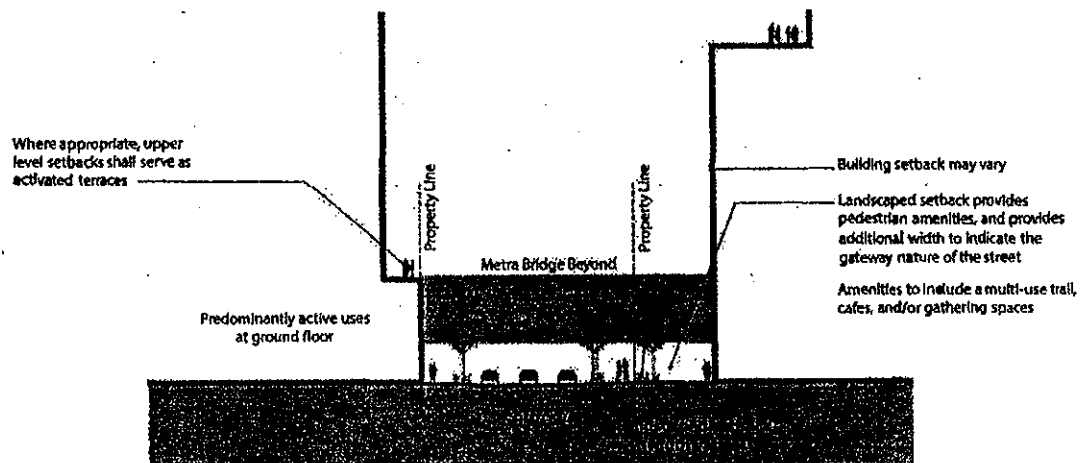 Where appropriate, upper
level setbacks shall serve as
activated terraces
Property Line
Property Line
Metra Bridge Beyond
Predominantly active uses
at ground floor
Building setback may vary
Landscaped setback provides
pedestrian amenities, and provides
additional width to indicate the
gateway nature of the street
Amenities to include a multi-use trail,
cafes, and/or gathering spaces